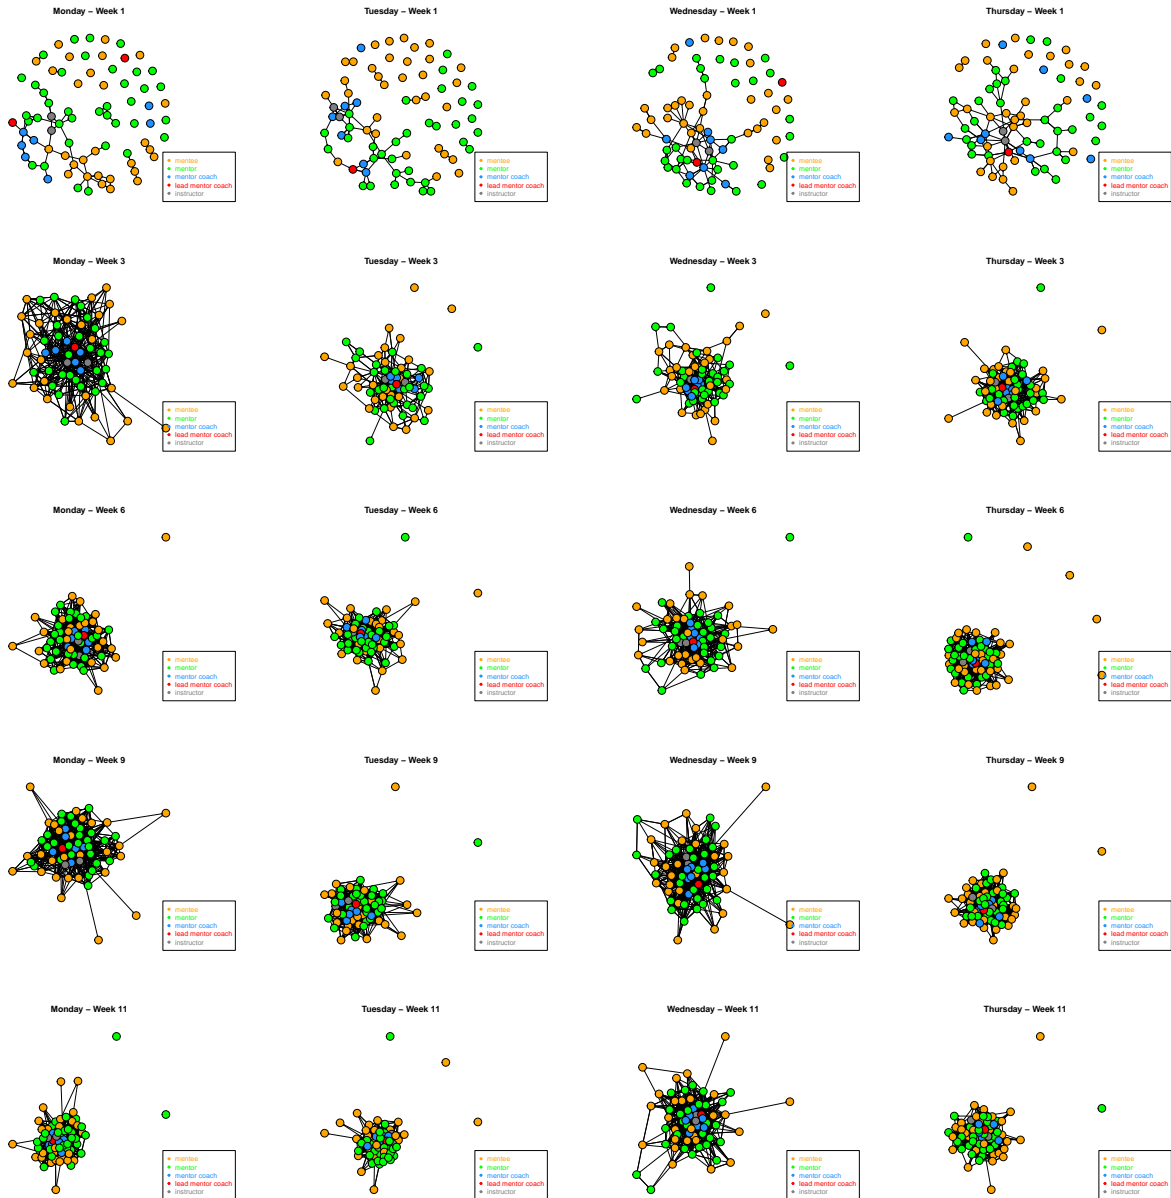 Monday – Week 1
Tuesday – Week 1
Wednesday – Week 1
Thursday – Week 1
mentee
mentor
mentor coach
lead mentor coach
instructor
mentee
mentor
mentor coach
lead mentor coach
instructor
mentee
mentor
mentor coach
lead mentor coach
instructor
mentee
mentor
mentor coach
lead mentor coach
instructor
Monday – Week 3
Tuesday – Week 3
Wednesday – Week 3
Thursday – Week 3
mentee
mentor
mentor coach
lead mentor coach
instructor
mentee
mentor
mentor coach
lead mentor coach
instructor
mentee
mentor
mentor coach
lead mentor coach
instructor
mentee
mentor
mentor coach
lead mentor coach
instructor
Monday – Week 6
Tuesday – Week 6
Wednesday – Week 6
Thursday – Week 6
mentee
mentor
mentor coach
lead mentor coach
instructor
mentee
mentor
mentor coach
lead mentor coach
instructor
mentee
mentor
mentor coach
lead mentor coach
instructor
mentee
mentor
mentor coach
lead mentor coach
instructor
Monday – Week 9
Tuesday – Week 9
Wednesday – Week 9
Thursday – Week 9
mentee
mentor
mentor coach
lead mentor coach
instructor
mentee
mentor
mentor coach
lead mentor coach
instructor
mentee
mentor
mentor coach
lead mentor coach
instructor
mentee
mentor
mentor coach
lead mentor coach
instructor
Monday – Week 11
Tuesday – Week 11
Wednesday – Week 11
Thursday – Week 11
mentee
mentor
mentor coach
lead mentor coach
instructor
mentee
mentor
mentor coach
lead mentor coach
instructor
mentee
mentor
mentor coach
lead mentor coach
instructor
mentee
mentor
mentor coach
lead mentor coach
instructor